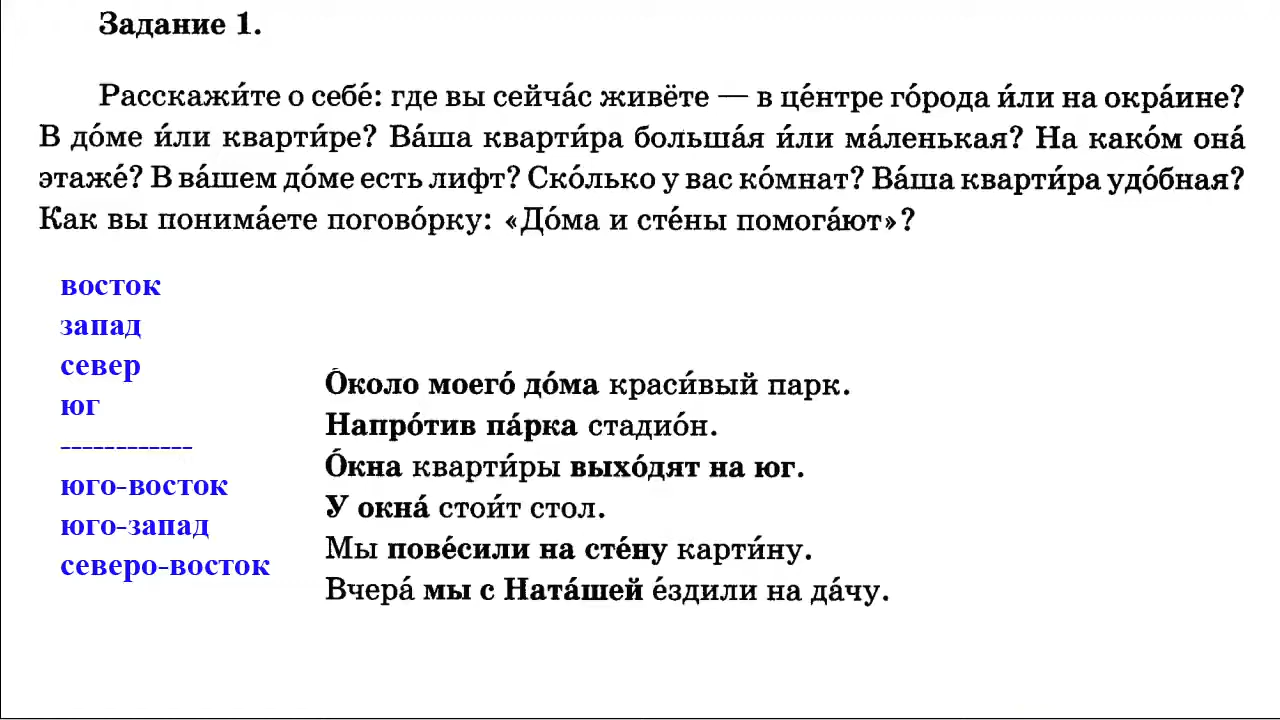 Задание 1.
Расскажи́те о себе́: где вы сейча́с живёте — в це́нтре го́рода и́ли на окра́ине?
В до́ме и́ли кварти́ре? Ва́ша кварти́ра больша́я и́ли ма́ленькая? На како́м она́
этаже́? В ва́шем до́ме есть лифт? Ско́лько у вас ко́мнат? Ва́ша кварти́ра удо́бная?
Как вы понима́ете погово́рку: «До́ма и сте́ны помога́ют»?
восток
запад
север
юг
------------
юго-восток
юго-запад
северо-восток
О́коло моего́ до́ма краси́вый парк.
Напро́тив па́рка стадио́н.
О́кна кварти́ры выхо́дят на юг.
У окна́ стои́т стол.
Мы пове́сили на сте́ну карти́ну.
Вчера́ мы с Ната́шей е́здили на да́чу.